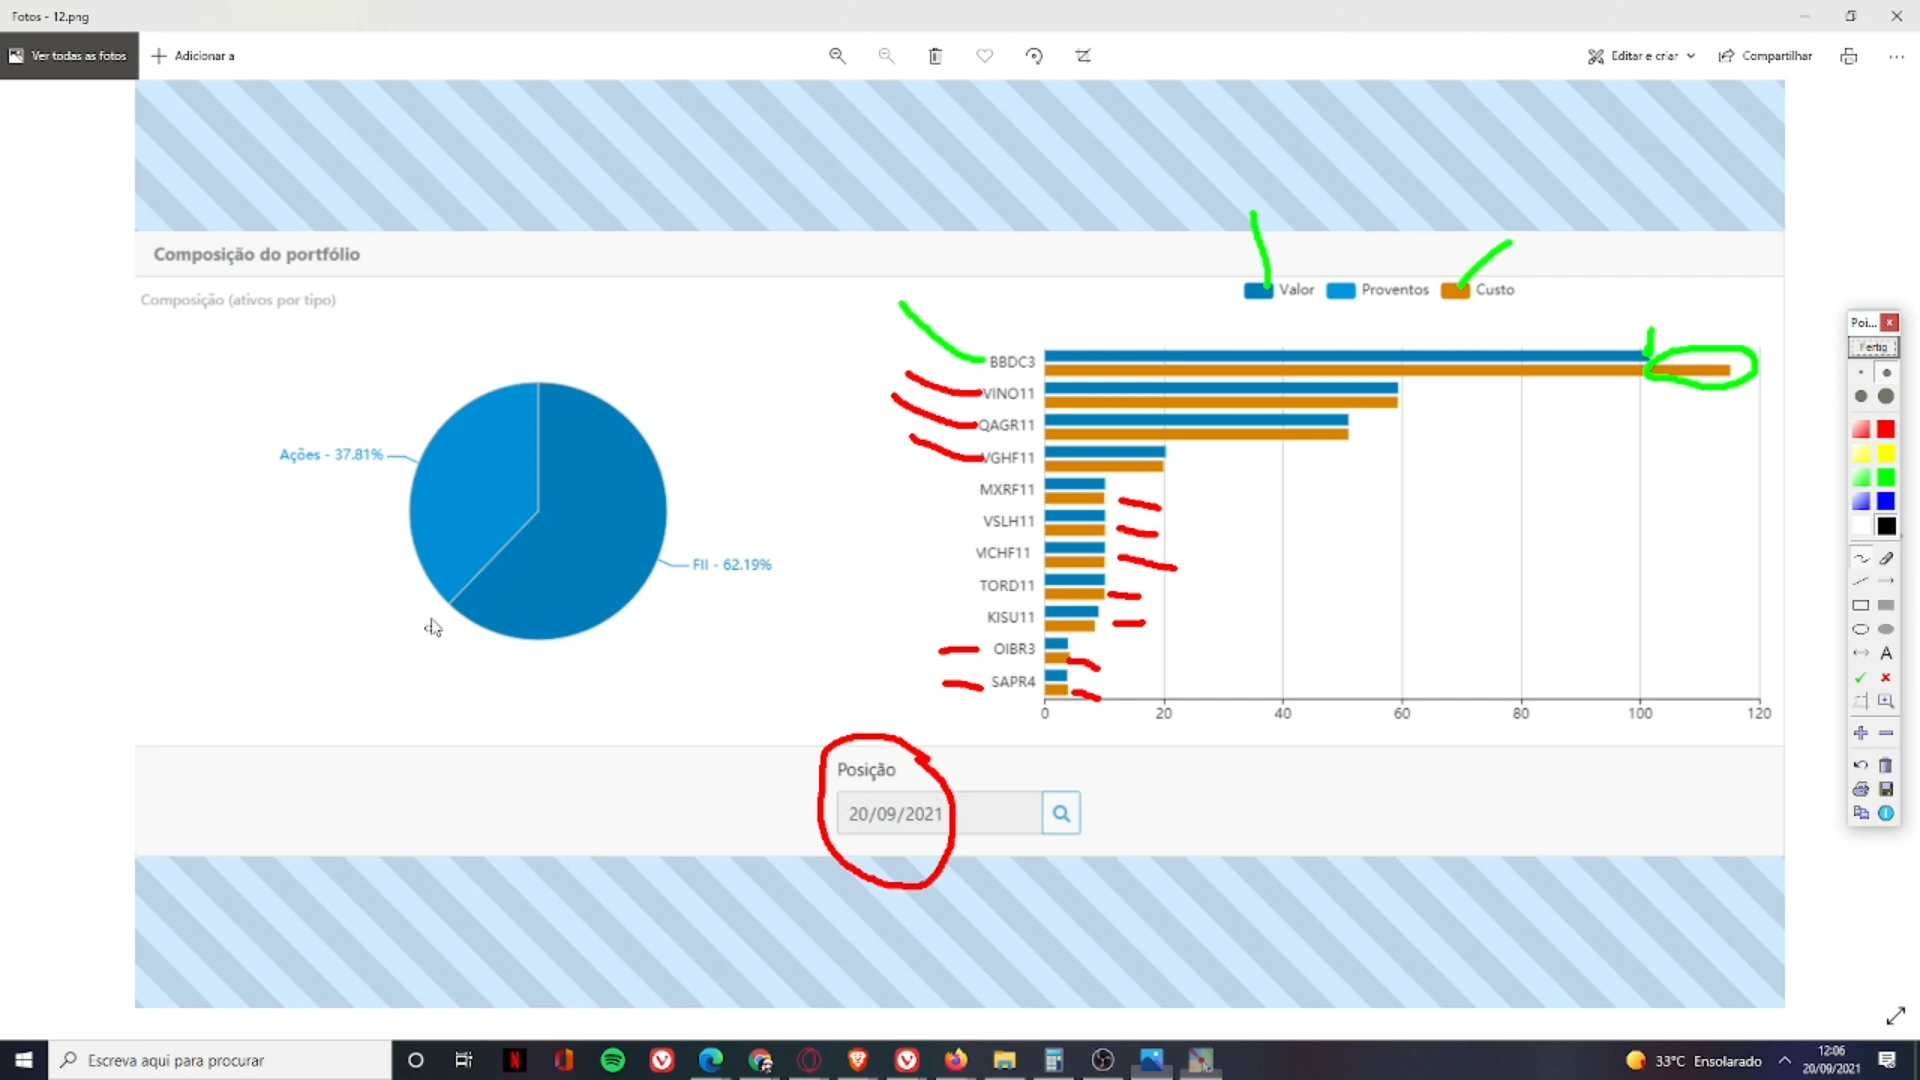 Fotos - 12.png
Ver todas as fotos
Adicionar a
Editar e criar
Compartilhar
Composição do portfólio
Composição (ativos por tipo)
Valor
Proventos
Custo
Ações - 37.81%
FII - 62.19%
BBDC3
VINO11
QAGR11
VGHF11
MXRF11
VSLH11
MCHF11
TORD11
KISU11
OIBR3
SAPR4
0 20 40 60 80 100 120
Posição
20/09/2021
Poi...
Fertig
A
Escreva aqui para procurar
33°C Ensolarado
12:06
20/09/2021